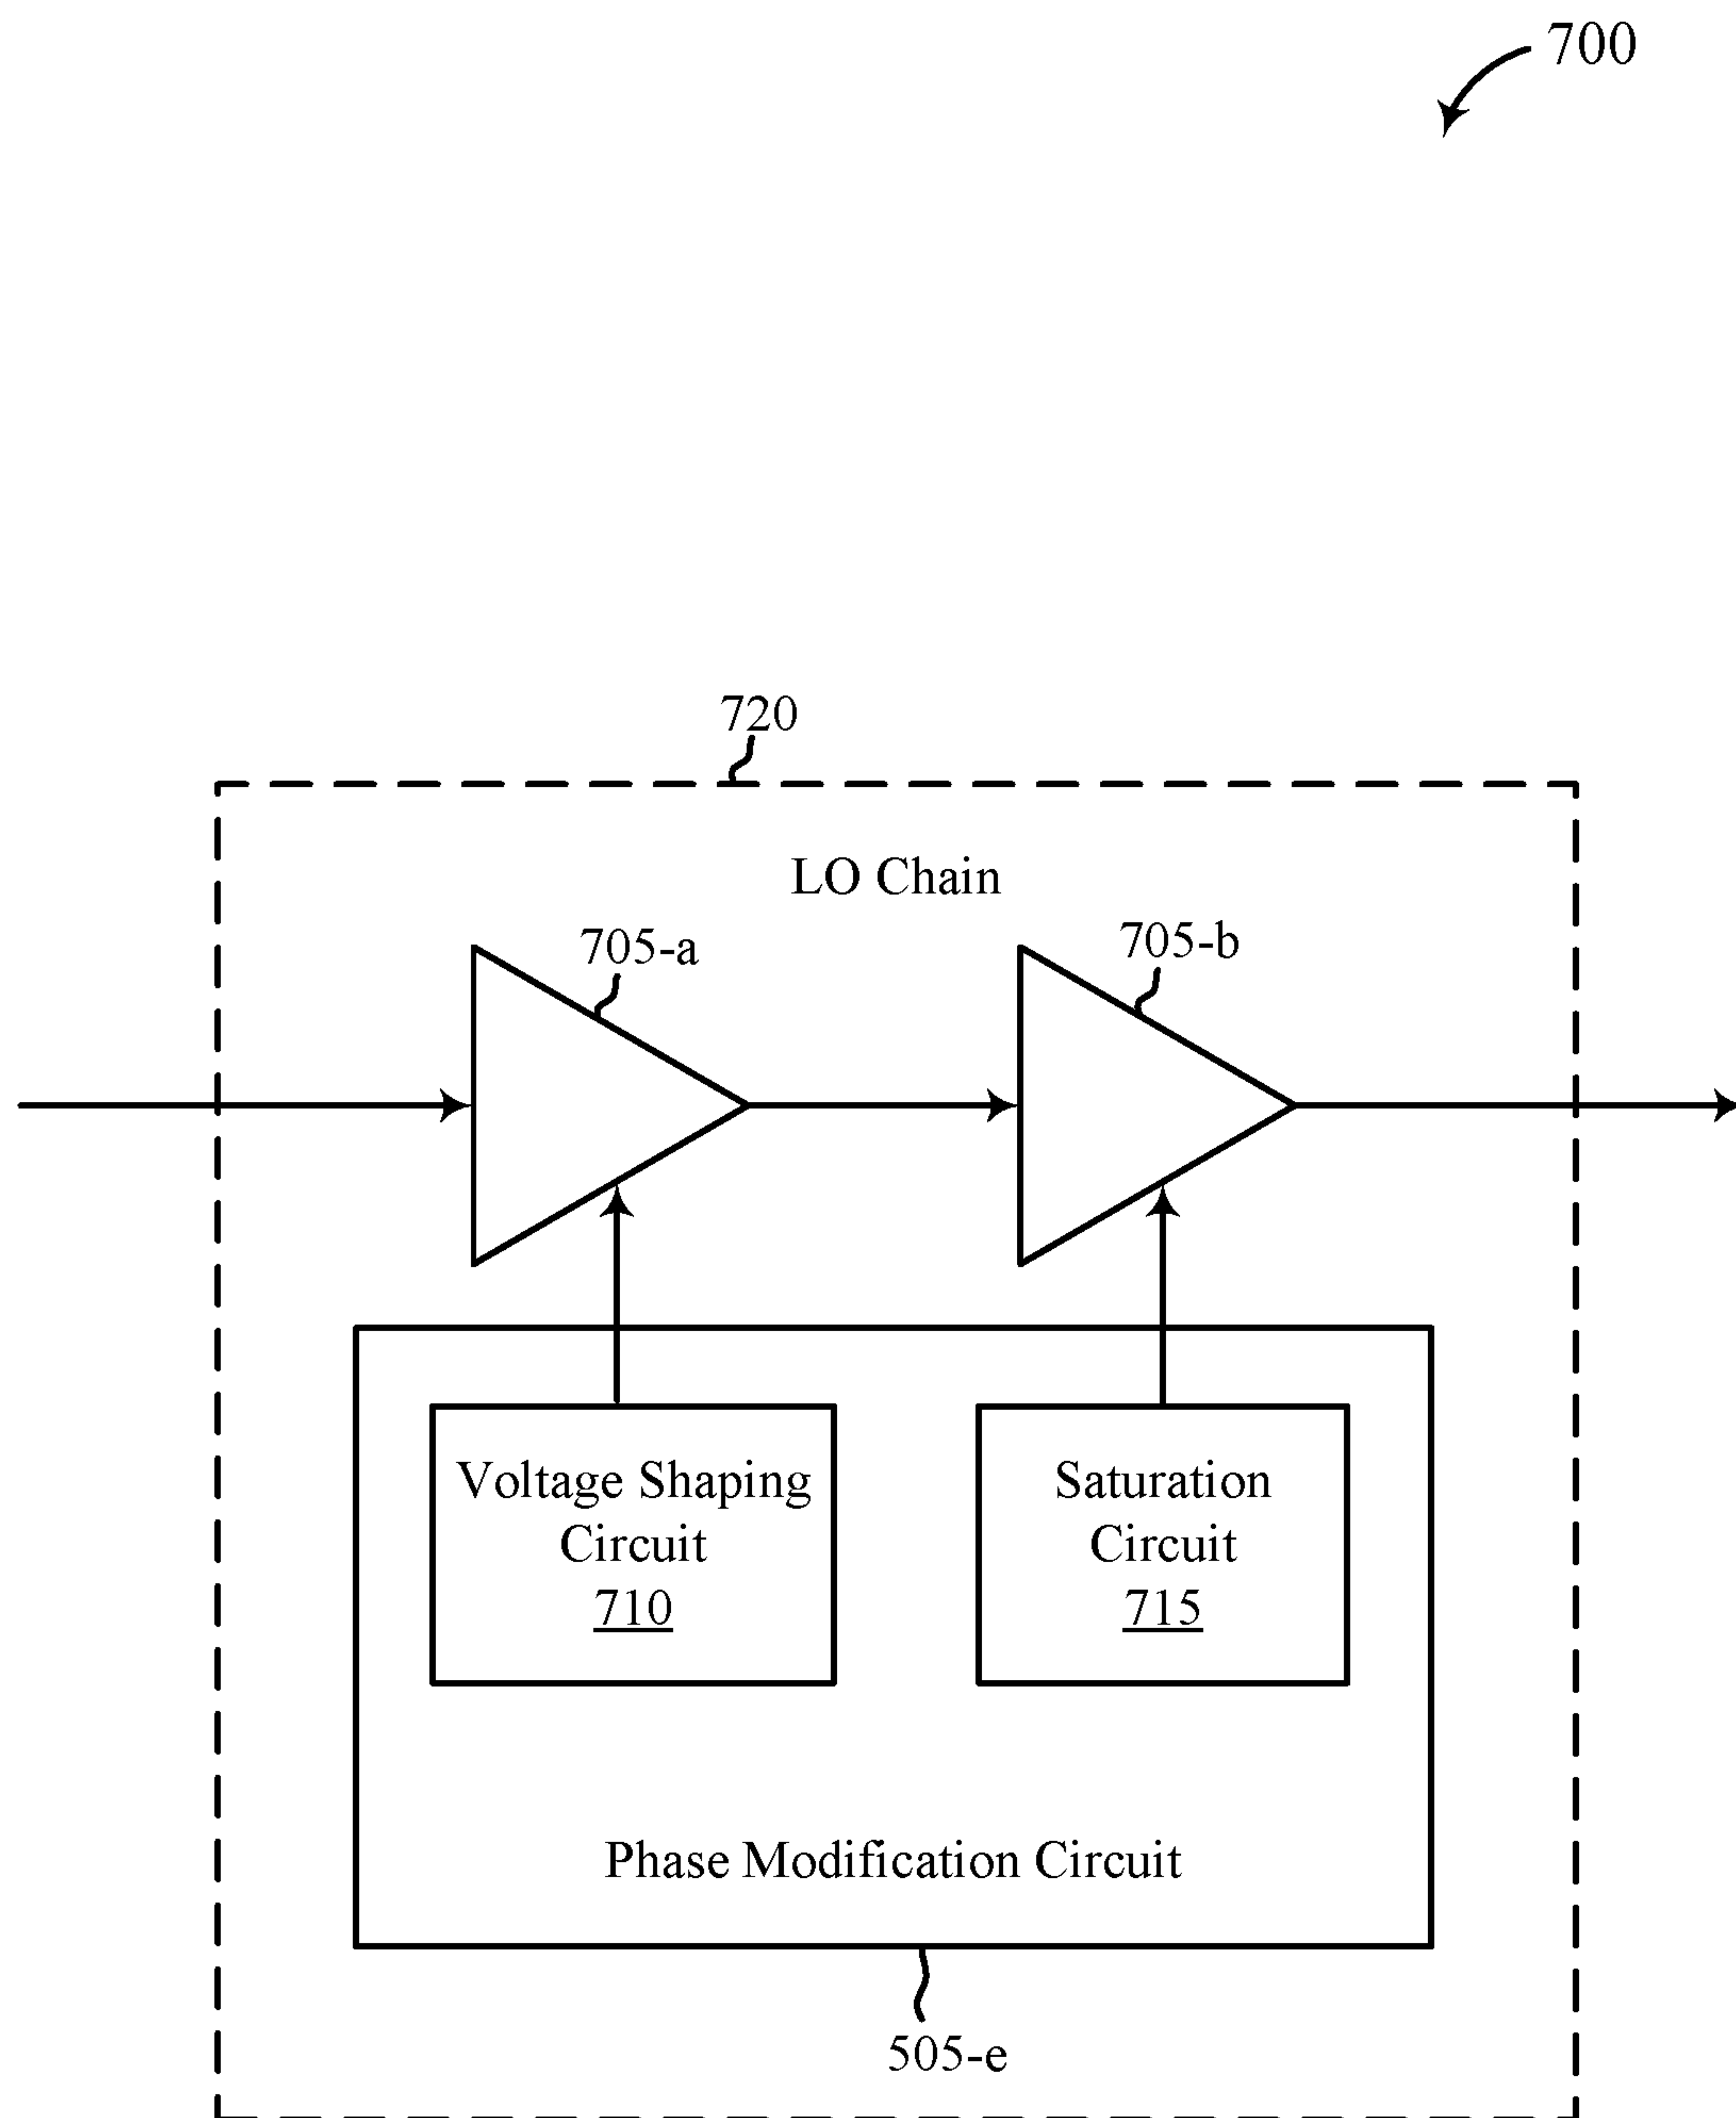 700
720
LO Chain
705-a
705-b
Voltage Shaping
Circuit
710
Saturation
Circuit
715
Phase Modification Circuit
505-e